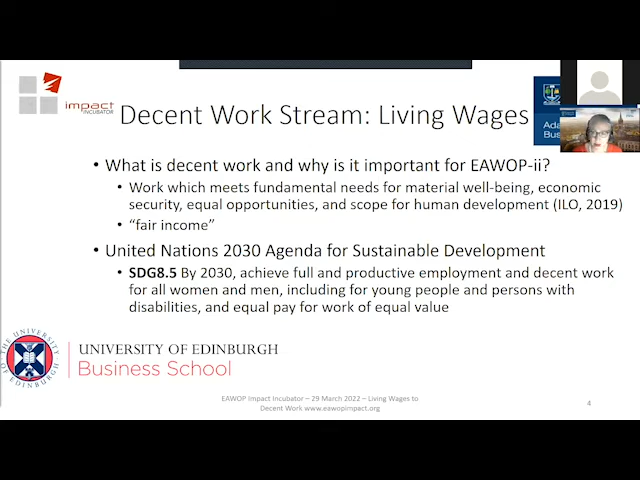 impact
INCUBATOR
Decent Work Stream: Living Wages
Ada
Bus
• What is decent work and why is it important for EAWOP-ii?
• Work which meets fundamental needs for material well-being, economic
security, equal opportunities, and scope for human development (ILO, 2019)
• “fair income”
• United Nations 2030 Agenda for Sustainable Development
• SDG8.5 By 2030, achieve full and productive employment and decent work
for all women and men, including for young people and persons with
disabilities, and equal pay for work of equal value
THE UNIVERSITY OF EDINBURGH
UNIVERSITY OF EDINBURGH
Business School
EAWOP Impact Incubator – 29 March 2022 – Living Wages to
Decent Work www.eawopimpact.org
4